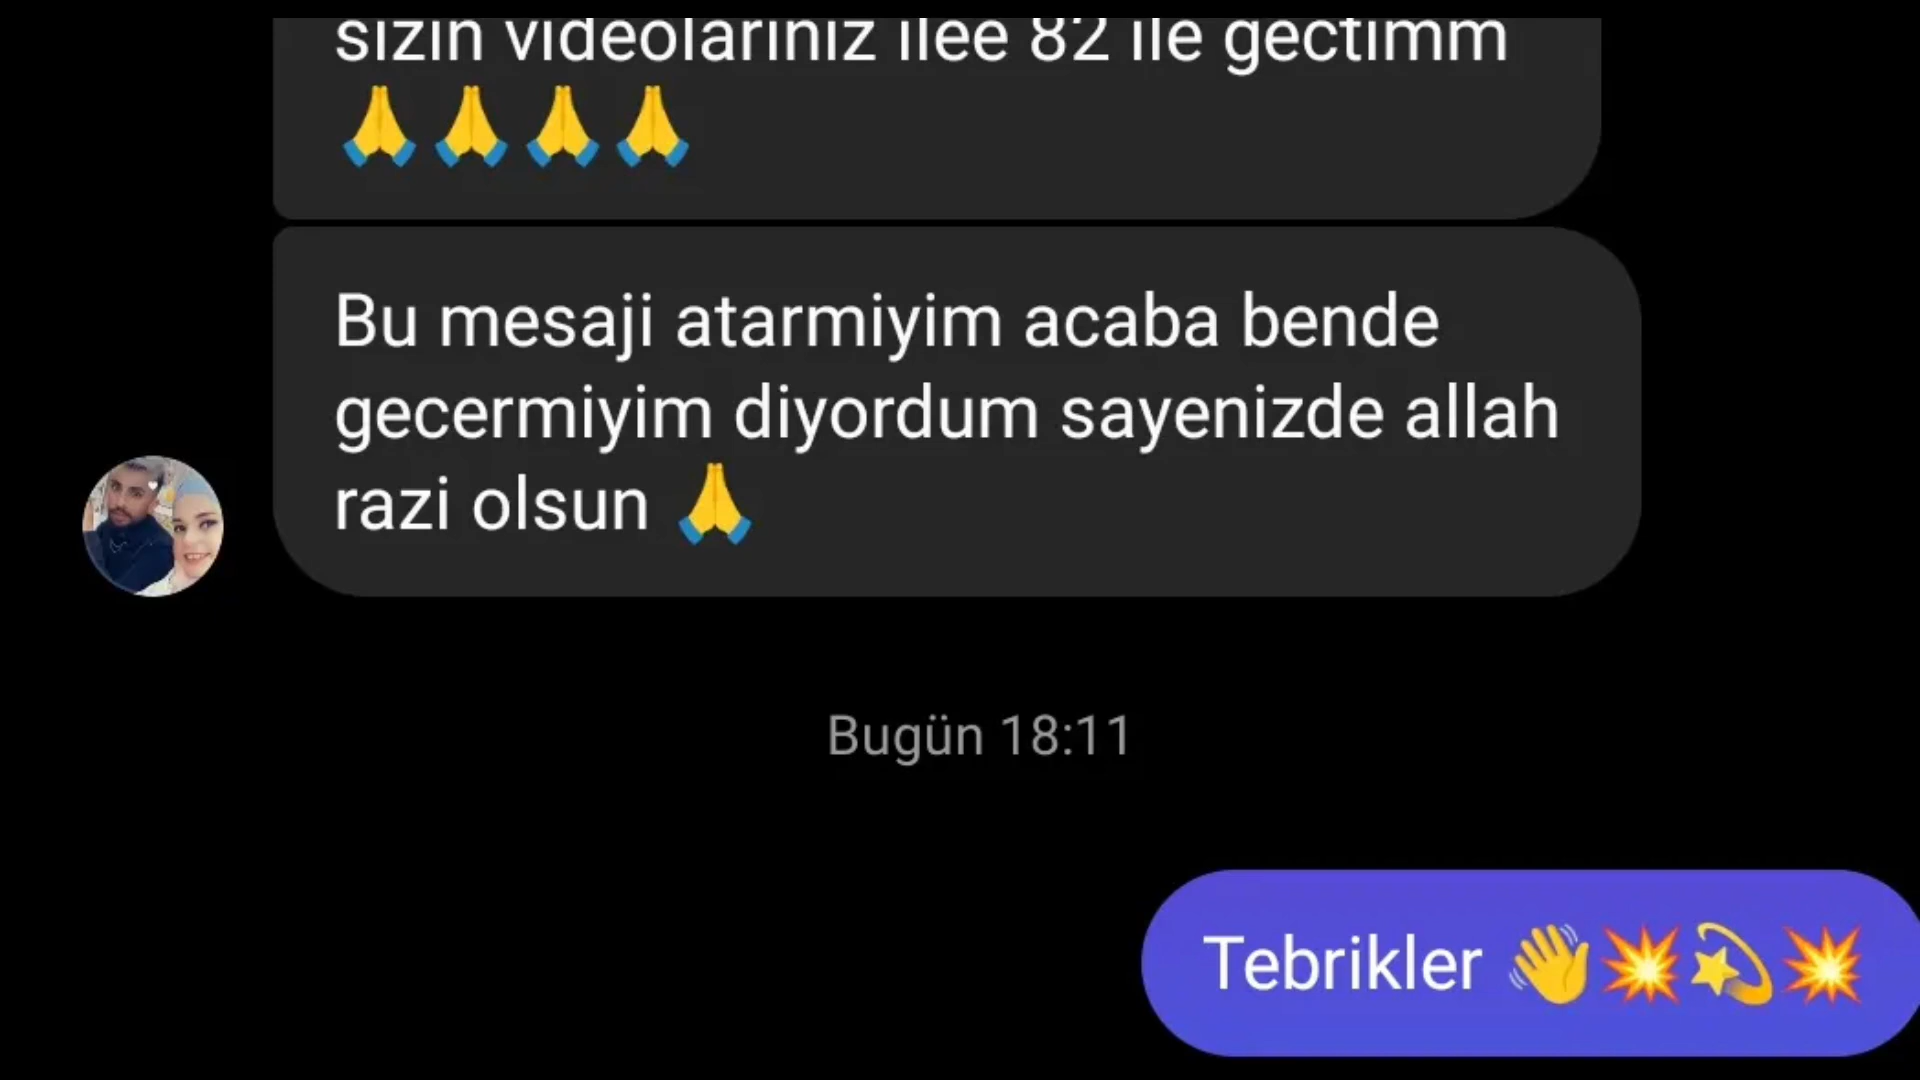 sizin videolariniz ilee 82 ile gectimm
🙏🙏🙏🙏
Bu mesaji atarmiyim acaba bende
gecermiyim diyordum sayenizde allah
razi olsun 🙏
Bugün 18:11
Tebrikler 👋💥💫💥